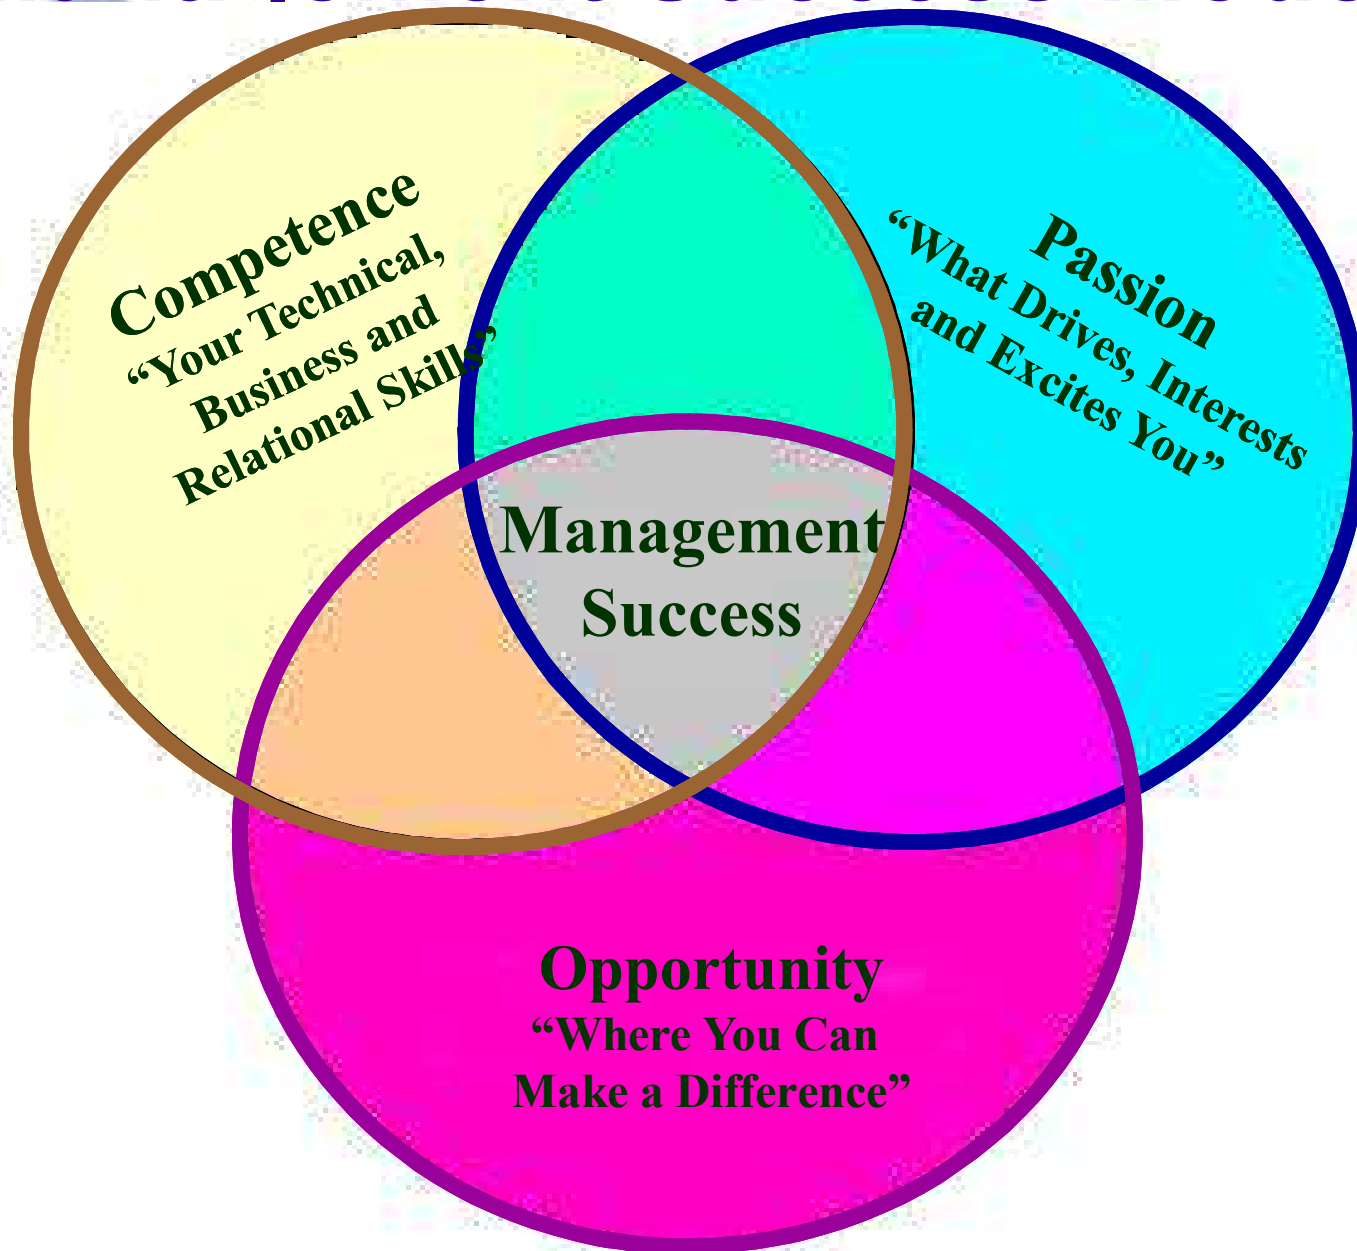 Competence
“Your Technical,
Business and
Relational Skills”
Passion
“What Drives, Interests
and Excites You”
Management
Success
Opportunity
“Where You Can
Make a Difference”